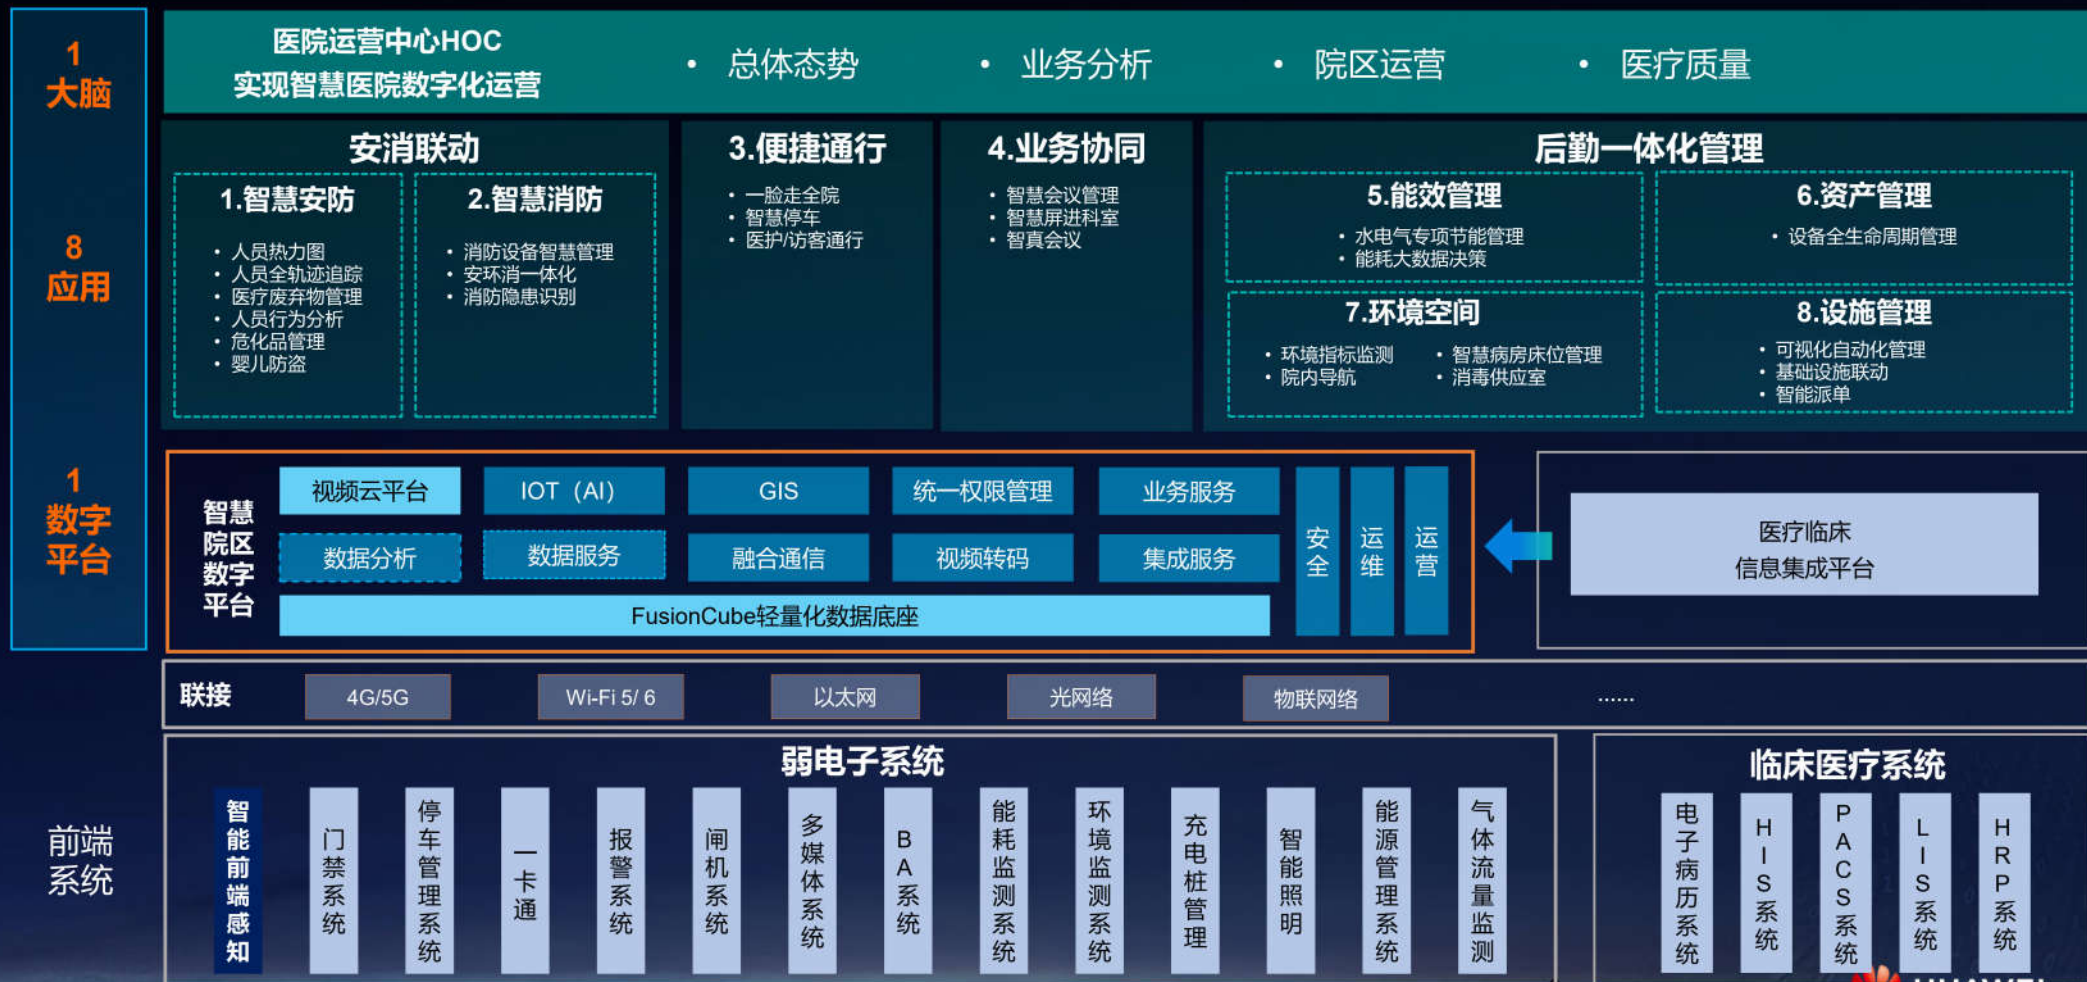 1
大脑
医院运营中心HOC
实现智慧医院数字化运营
• 总体态势
• 业务分析
• 院区运营
• 医疗质量
8
应用
安消联动
1.智慧安防
• 人员热力图
• 人员全轨迹追踪
• 医疗废弃物管理
• 人员行为分析
• 危化品管理
• 婴儿防盗
2.智慧消防
• 消防设备智慧管理
• 安环消一体化
• 消防隐患识别
3.便捷通行
• 一脸走全院
• 智慧停车
• 医护/访客通行
4.业务协同
• 智慧会议管理
• 智慧屏进科室
• 智真会议
后勤一体化管理
5.能效管理
• 水电气专项节能管理
• 能耗大数据决策
6.资产管理
• 设备全生命周期管理
7.环境空间
• 环境指标监测
• 院内导航
• 智慧病房床位管理
• 消毒供应室
8.设施管理
• 可视化自动化管理
• 基础设施联动
• 智能派单
1
数字
平台
智慧
院区
数字
平台
视频云平台
IOT（AI）
GIS
统一权限管理
业务服务
数据分析
数据服务
融合通信
视频转码
集成服务
FusionCube轻量化数据底座
安全
运维
运营
医疗临床
信息集成平台
联接
4G/5G
Wi-Fi 5/ 6
以太网
光网络
物联网络
......
前端
系统
弱电子系统
智能前端感知
门禁系统
停车管理系统
一卡通
报警系统
闸机系统
多媒体系统
BA系统
能耗监测系统
环境监测系统
充电桩管理
智能照明
能源管理系统
气体流量监测
临床医疗系统
电子病历系统
HIS系统
PACS系统
LIS系统
HRP系统
HUAWEI